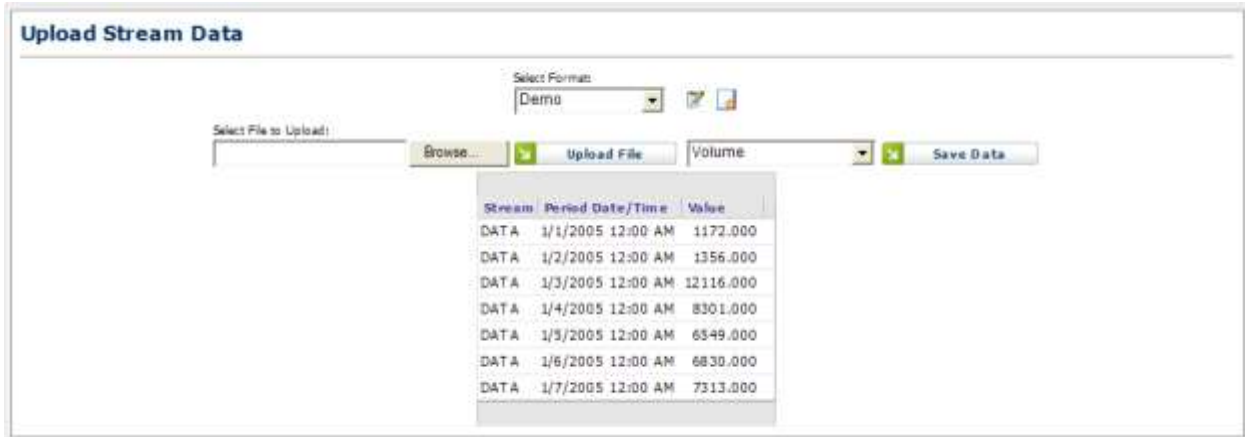 Upload Stream Data
Select Format:
Demo
Select File to Upload:
Browse... Upload File Volume Save Data
Stream Period Date/Time Value
DATA 1/1/2005 12:00 AM 1172.000
DATA 1/2/2005 12:00 AM 1356.000
DATA 1/3/2005 12:00 AM 12116.000
DATA 1/4/2005 12:00 AM 8301.000
DATA 1/5/2005 12:00 AM 6549.000
DATA 1/6/2005 12:00 AM 6830.000
DATA 1/7/2005 12:00 AM 7313.000